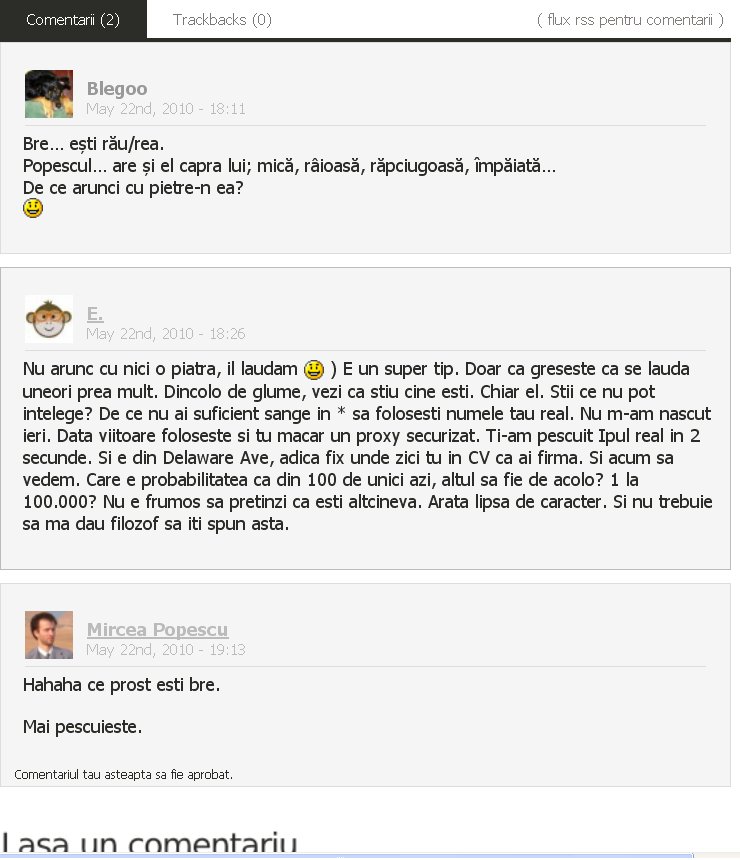 Comentarii (2) Trackbacks (0) ( flux rss pentru comentarii )
Blegoo
May 22nd, 2010 - 18:11
Bre... ești rău/rea.
Popescul... are și el capra lui; mică, râioasă, răpciugoasă, împăiată...
De ce arunci cu pietre-n ea?
E.
May 22nd, 2010 - 18:26
Nu arunc cu nici o piatra, il laudam ) E un super tip. Doar ca greseste ca se lauda
uneori prea mult. Dincolo de glume, vezi ca stiu cine esti. Chiar el. Stii ce nu pot
intelege? De ce nu ai suficient sange in * sa folosesti numele tau real. Nu m-am nascut
ieri. Data viitoare foloseste si tu macar un proxy securizat. Ti-am pescuit Ipul real in 2
secunde. Si e din Delaware Ave, adica fix unde zici tu in CV ca ai firma. Si acum sa
vedem. Care e probabilitatea ca din 100 de unici azi, altul sa fie de acolo? 1 la
100.000? Nu e frumos sa pretinzi ca esti altcineva. Arata lipsa de caracter. Si nu trebuie
sa ma dau filozof sa iti spun asta.
Mircea Popescu
May 22nd, 2010 - 19:13
Hahaha ce prost esti bre.
Mai pescuieste.
Comentariul tau asteapta sa fie aprobat.
Lasa un comentariu